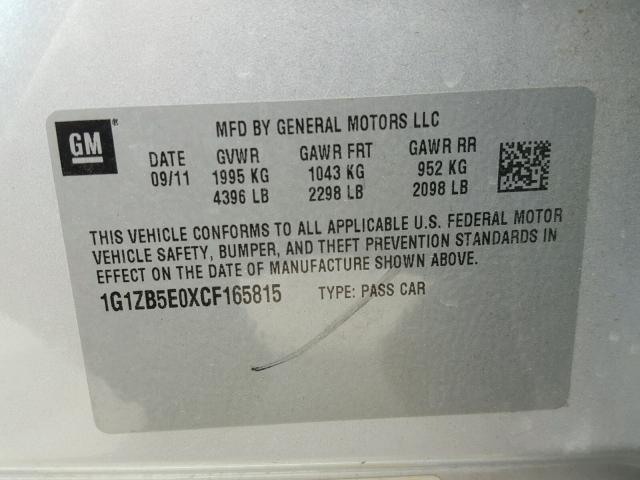 GM ®
MFD BY GENERAL MOTORS LLC
DATE GVWR GAWR FRT GAWR RR
09/11 1995 KG 1043 KG 952 KG
4396 LB 2298 LB 2098 LB
THIS VEHICLE CONFORMS TO ALL APPLICABLE U.S. FEDERAL MOTOR
VEHICLE SAFETY, BUMPER, AND THEFT PREVENTION STANDARDS IN
EFFECT ON THE DATE OF MANUFACTURE SHOWN ABOVE.
1G1ZB5E0XCF165815 TYPE: PASS CAR